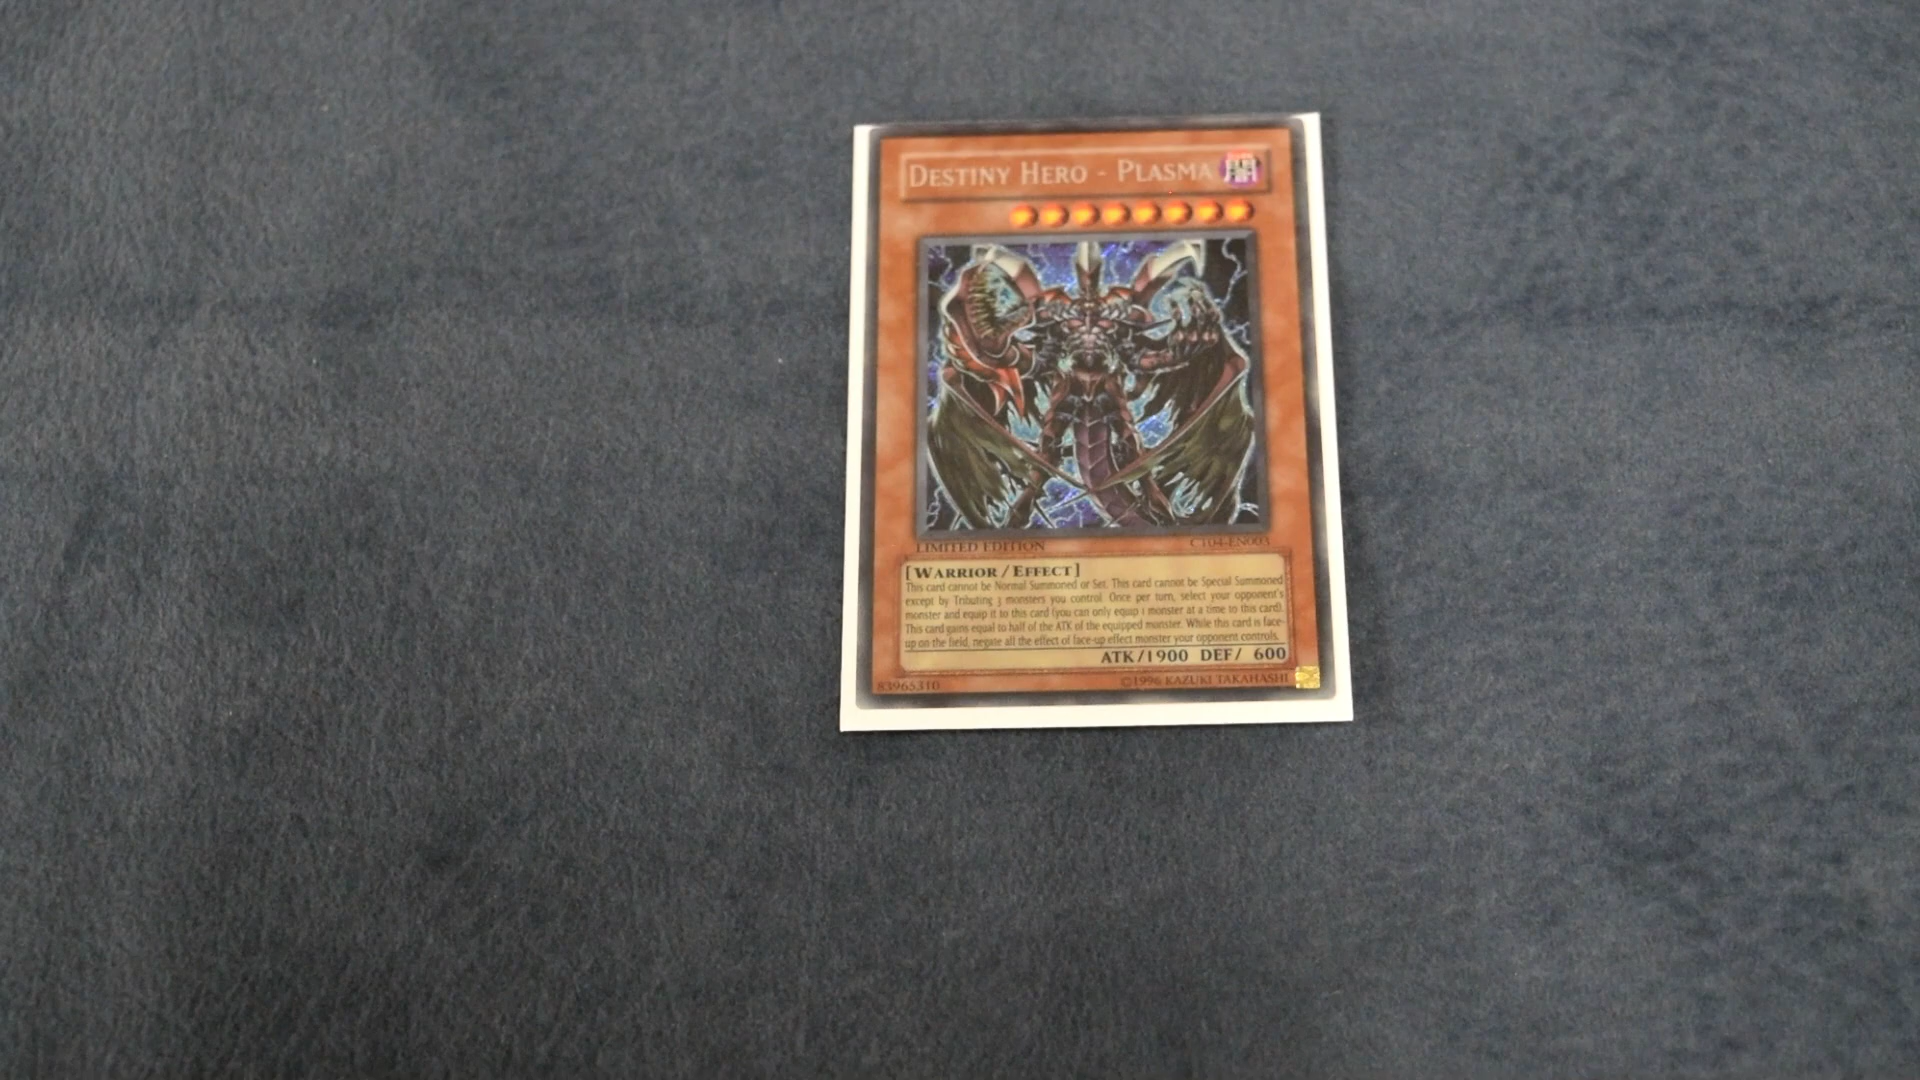 DESTINY HERO - PLASMA
LIMITED EDITION
CT04-EN003
[WARRIOR / EFFECT]
This card cannot be Normal Summoned or Set. This card cannot be Special Summoned
except by Tributing 3 monsters you control. Once per turn, select your opponent's
monster and equip it to this card (you can only equip 1 monster at a time to this card).
This card gains equal to half of the ATK of the equipped monster. While this card is face-
up on the field, negate all the effect of face-up effect monster your opponent controls.
ATK/1900 DEF/ 600
83965310
©1996 KAZUKI TAKAHASHI